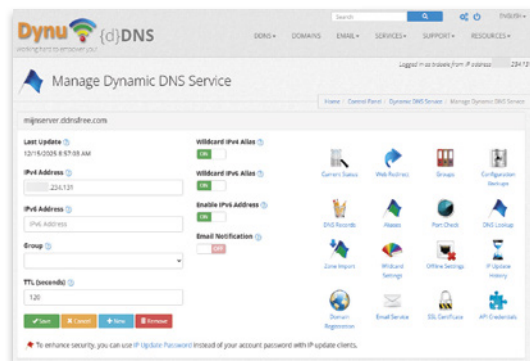 Search
ENGLISH
Dynu {d}DNS
working hard to empower you
DDNS DOMAINS EMAIL SERVICES SUPPORT RESOURCES
Logged in as from IP address
Manage Dynamic DNS Service
Home / Control Panel / Dynamic DNS Service / Manage Dynamic DNS Service
mijnserver.ddnsfree.com
Last Update
12/15/2025 6:57:03 AM
Wildcard IPv4 Alias
ON
IPv4 Address
.234.131
Wildcard IPv6 Alias
ON
Current Status Web Redirect Groups Configuration Backups
IPv6 Address
IPv6 Address
Enable IPv6 Address
ON
Group
Email Notification
OFF
DNS Records Aliases Port Check DNS Lookup
TTL (seconds)
120
Zone Import Wildcard Settings Offline Settings IP Update History
Save Cancel New Remove
Domain Registration Email Service SSL Certificate API Credentials
To enhance security, you can use IP Update Password instead of your account password with IP update clients.